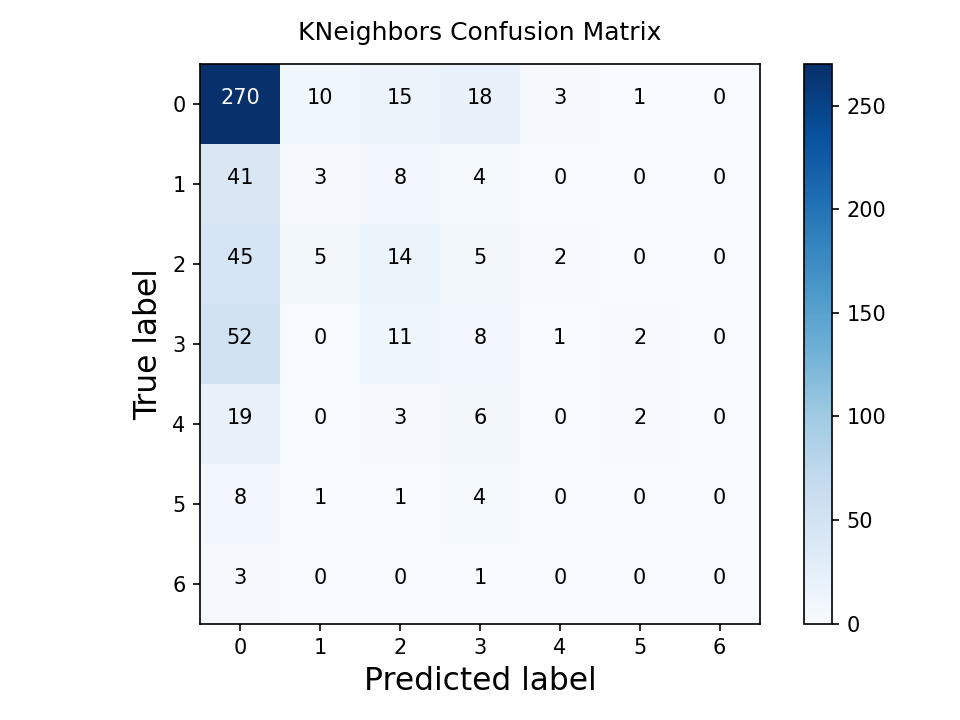 KNeighbors Confusion Matrix
0 270 10 15 18 3 1 0
1 41 3 8 4 0 0 0
2 45 5 14 5 2 0 0
3 52 0 11 8 1 2 0
4 19 0 3 6 0 2 0
5 8 1 1 4 0 0 0
6 3 0 0 1 0 0 0
0 1 2 3 4 5 6
Predicted label
True label
250
200
150
100
50
0